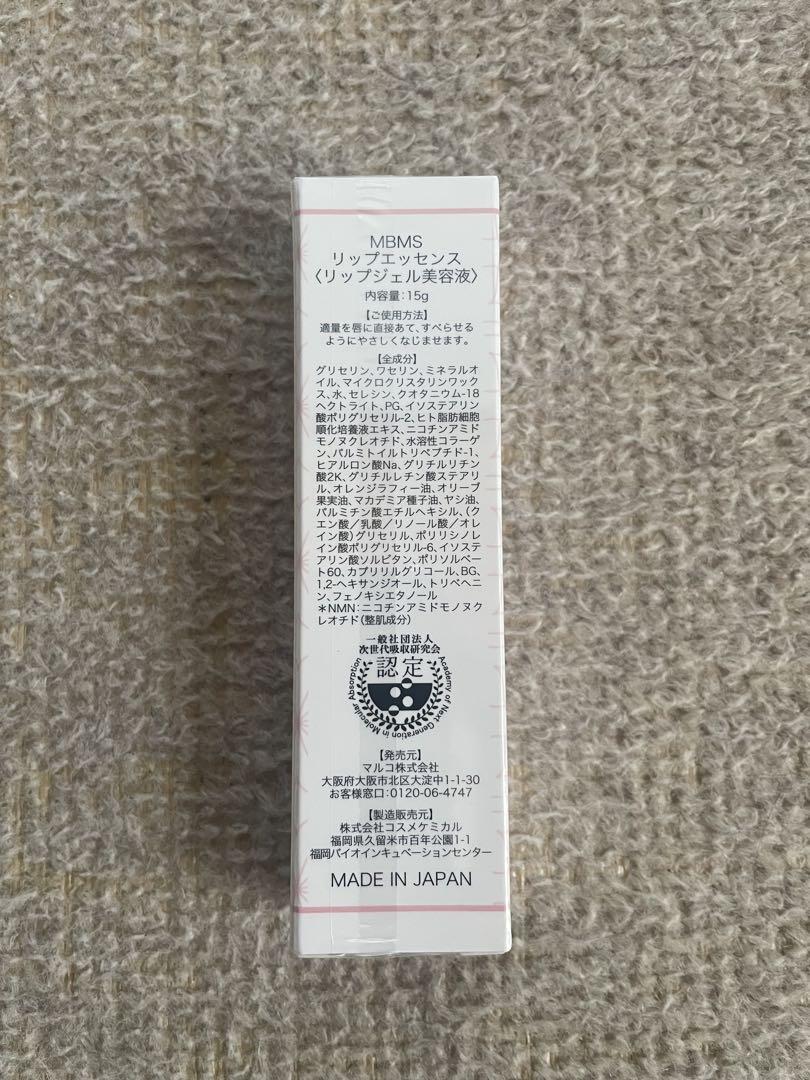 MBMS
リップエッセンス
〈リップジェル美容液〉
内容量:15g
【ご使用方法】
適量を唇に直接あて、すべらせる
ようにやさしくなじませます。
【全成分】
グリセリン、ワセリン、ミネラルオ
イル、マイクロクリスタリンワック
ス、水、セレシン、クオタニウム-18
ヘクトライト、PG、イソステアリン
酸ポリグリセリル-2、ヒト脂肪細胞
順化培養液エキス、ニコチンアミド
モノヌクレオチド、水溶性コラーゲ
ン、パルミトイルトリペプチド-1、
ヒアルロン酸Na、グリチルリチン
酸2K、グリチルレチン酸ステアリ
ル、オレンジラフィー油、オリーブ
果実油、マカデミア種子油、ヤシ油、
パルミチン酸エチルヘキシル、(ク
エン酸/乳酸/リノール酸/オレ
イン酸)グリセリル、ポリリシノレ
イン酸ポリグリセリル-6、イソステ
アリン酸ソルビタン、ポリソルベー
ト60、カプリリルグリコール、BG、
1,2-ヘキサンジオール、トリベヘニ
ン、フェノキシエタノール
*NMN:ニコチンアミドモノヌク
レオチド(整肌成分)
一般社団法人
次世代吸収研究会
認定
Academy of Next Generation in Molecular Absorption
【発売元】
マルコ株式会社
大阪府大阪市北区大淀中1-1-30
お客様窓口:0120-06-4747
【製造販売元】
株式会社コスメケミカル
福岡県久留米市百年公園1-1
福岡バイオインキュベーションセンター
MADE IN JAPAN